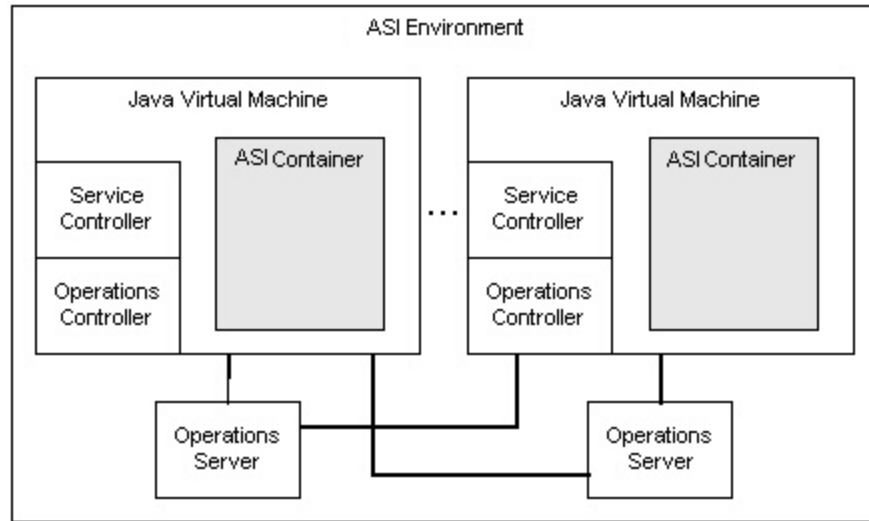 ASI Environment
Java Virtual Machine
ASI Container
Service
Controller
Operations
Controller
...
Java Virtual Machine
ASI Container
Service
Controller
Operations
Controller
Operations
Server
Operations
Server